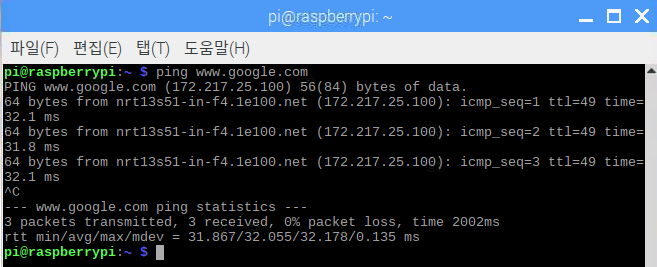 pi@raspberrypi: ~
파일(F) 편집(E) 탭(T) 도움말(H)
pi@raspberrypi:~ $ ping www.google.com
PING www.google.com (172.217.25.100) 56(84) bytes of data.
64 bytes from nrt13s51-in-f4.1e100.net (172.217.25.100): icmp_seq=1 ttl=49 time=
32.1 ms
64 bytes from nrt13s51-in-f4.1e100.net (172.217.25.100): icmp_seq=2 ttl=49 time=
31.8 ms
64 bytes from nrt13s51-in-f4.1e100.net (172.217.25.100): icmp_seq=3 ttl=49 time=
32.1 ms
^C
--- www.google.com ping statistics ---
3 packets transmitted, 3 received, 0% packet loss, time 2002ms
rtt min/avg/max/mdev = 31.867/32.055/32.178/0.135 ms
pi@raspberrypi:~ $